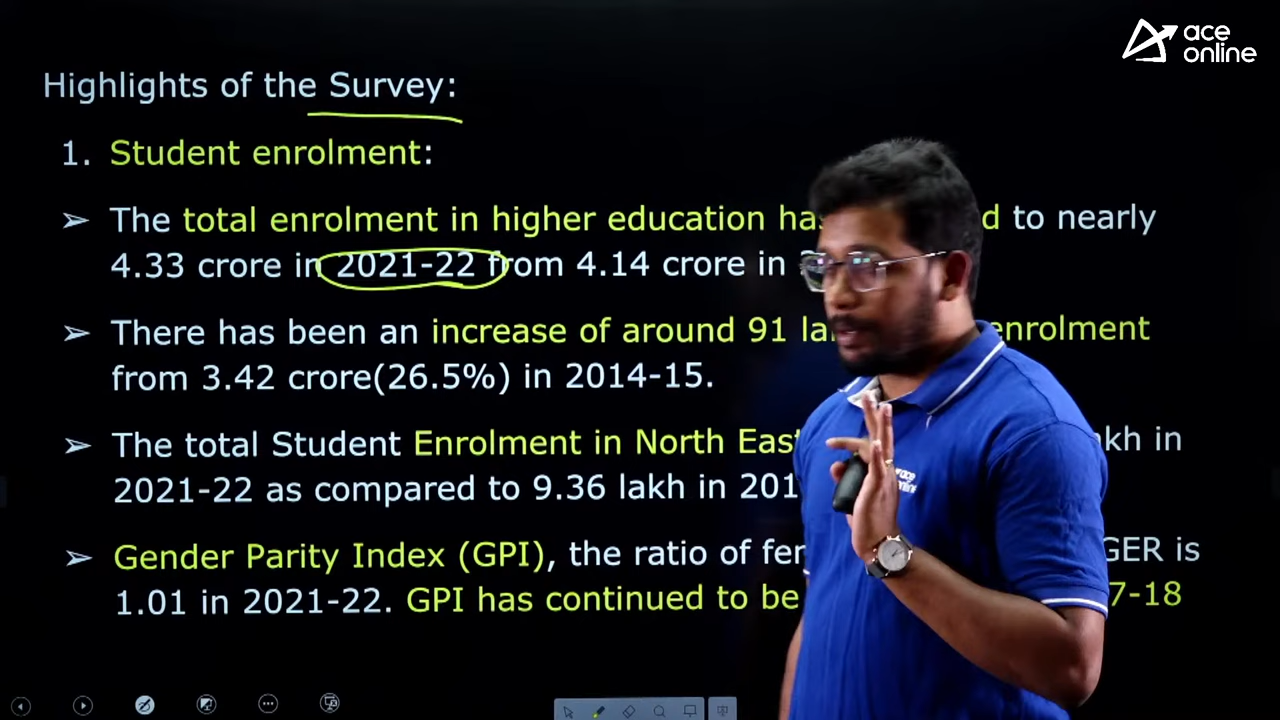 ace
online
Highlights of the Survey:
1. Student enrolment:
➢ The total enrolment in higher education has to nearly
4.33 crore in 2021-22 from 4.14 crore in
➢ There has been an increase of around 91 enrolment
from 3.42 crore(26.5%) in 2014-15.
➢ The total Student Enrolment in North East in
2021-22 as compared to 9.36 lakh in
➢ Gender Parity Index (GPI), the ratio of GER is
1.01 in 2021-22. GPI has continued to be
ace
online